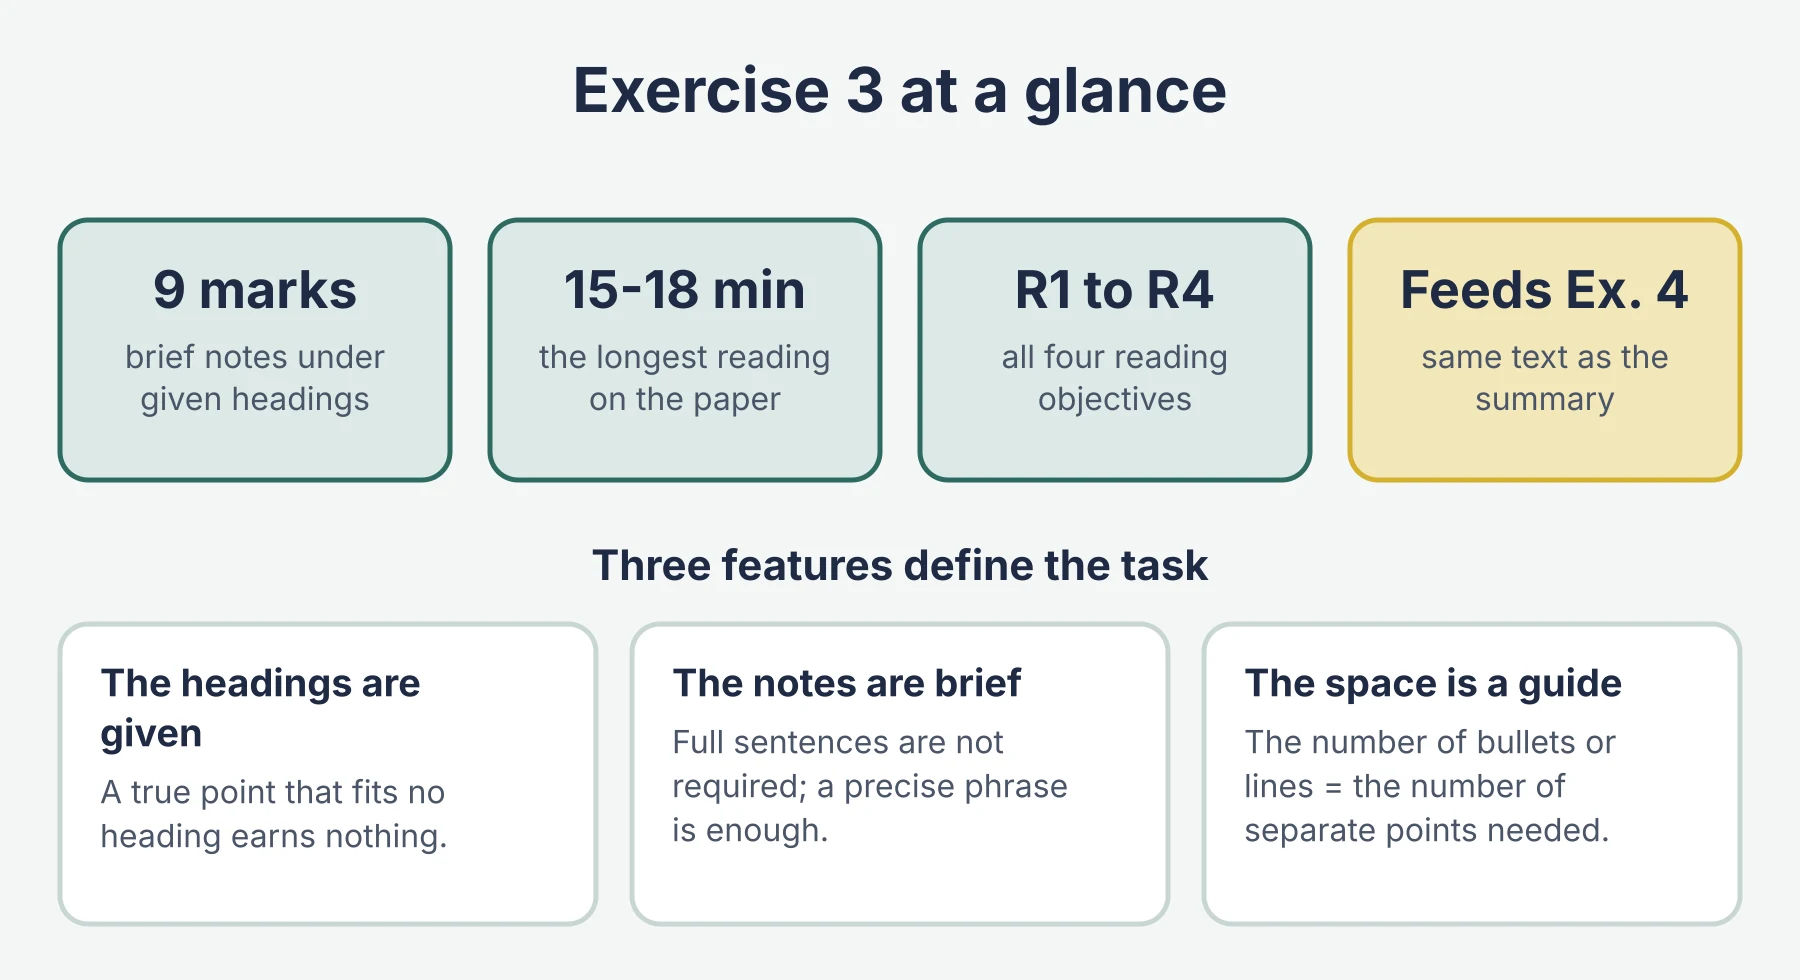 Exercise 3 at a glance
9 marks
brief notes under
given headings
15-18 min
the longest reading
on the paper
R1 to R4
all four reading
objectives
Feeds Ex. 4
same text as the
summary
Three features define the task
The headings are
given
A true point that fits no
heading earns nothing.
The notes are brief
Full sentences are not
required; a precise phrase
is enough.
The space is a guide
The number of bullets or
lines = the number of
separate points needed.